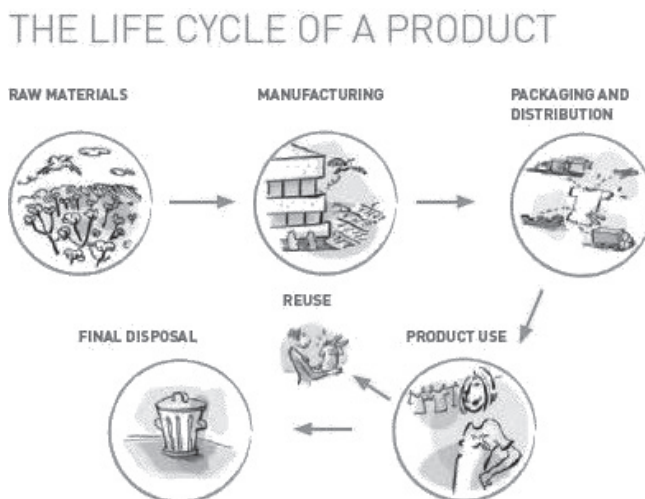 THE LIFE CYCLE OF A PRODUCT
RAW MATERIALS
MANUFACTURING
PACKAGING AND
DISTRIBUTION
REUSE
FINAL DISPOSAL
PRODUCT USE